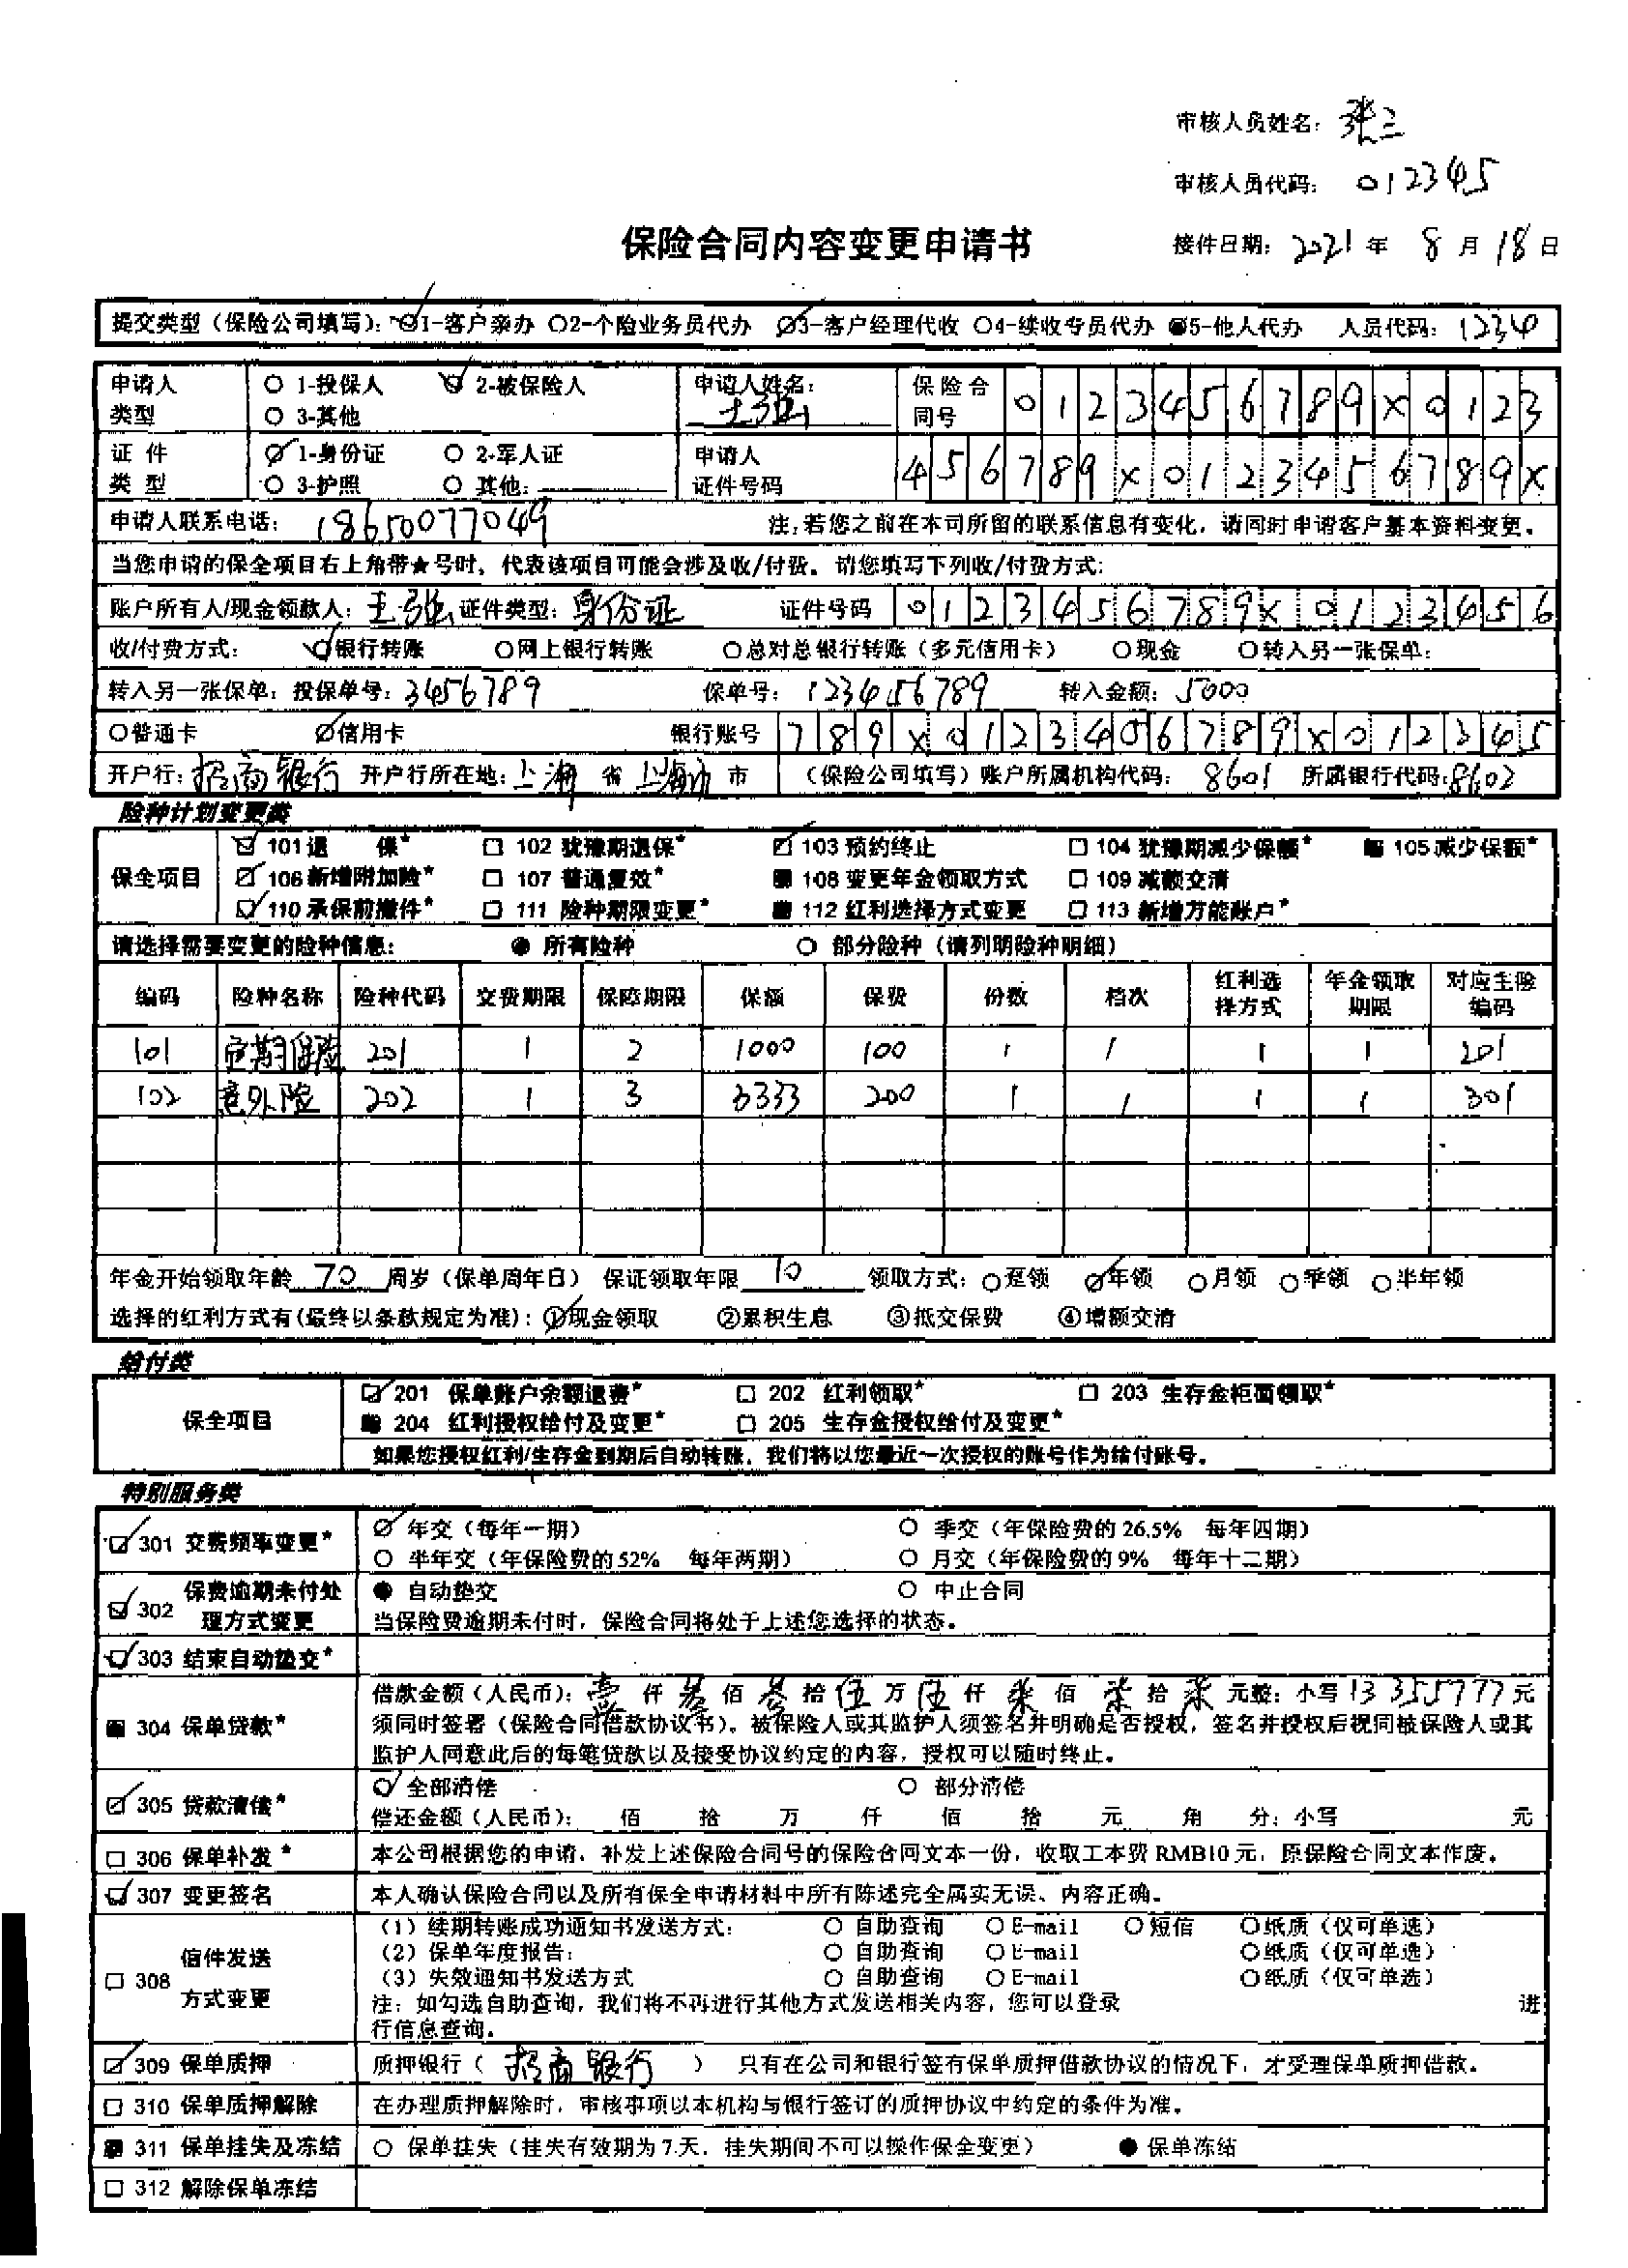 审核人员姓名：张三
审核人员代码：012345
保险合同内容变更申请书
接件日期：2021年 8月18日
提交类型（保险公司填写）：1-客户亲办 2-个险业务员代办 3-客户经理代收 4-续收专员代办 5-他人代办 人员代码：1234
申请人类型 1-投保人 2-被保险人 3-其他 申请人姓名：王张 保险合同号 0123456789X0123
证件类型 1-身份证 2-军人证 3-护照 其他： 申请人证件号码 456789X0123456789X
申请人联系电话：18650077049 注：若您之前在本司所留的联系信息有变化，请同时申请客户基本资料变更。
当您申请的保全项目右上角带★号时，代表该项目可能会涉及收/付费。请您填写下列收/付费方式：
账户所有人/现金领款人：王张 证件类型：身份证 证件号码 0123456789X0123456
收/付费方式： 银行转账 网上银行转账 总对总银行转账（多元信用卡） 现金 转入另一张保单：
转入另一张保单：投保单号：3456789 保单号：123456789 转入金额：5000
普通卡 信用卡 银行账号 789X0123456789X012345
开户行：招商银行 开户行所在地：上海 省 上海 市 （保险公司填写）账户所属机构代码：8601 所属银行代码：8602
险种计划变更类
保全项目
101 退 保* 102 犹豫期退保* 103 预约终止 104 犹豫期减少保额* 105 减少保额*
106 新增附加险* 107 普通复效* 108 变更年金领取方式 109 减额交清
110 承保前撤件* 111 险种期限变更* 112 红利选择方式变更 113 新增万能账户*
请选择需要变更的险种信息： 所有险种 部分险种（请列明险种明细）
编码 险种名称 险种代码 交费期限 保障期限 保额 保费 份数 档次 红利选择方式 年金领取期限 对应主险编码
101 定期保险 201 1 2 1000 100 1 1 1 1 201
102 意外险 202 1 3 3333 200 1 1 1 1 301
年金开始领取年龄 70 周岁（保单周年日） 保证领取年限 10 领取方式：趸领 年领 月领 季领 半年领
选择的红利方式有(最终以条款规定为准)：①现金领取 ②累积生息 ③抵交保费 ④增额交清
给付类
保全项目
201 保单账户余额退费* 202 红利领取* 203 生存金柜面领取*
204 红利授权给付及变更* 205 生存金授权给付及变更*
如果您授权红利/生存金到期后自动转账，我们将以您最近一次授权的账号作为给付账号。
特别服务类
301 交费频率变更* 年交（每年一期） 季交（年保险费的 26.5% 每年四期）
半年交（年保险费的 52% 每年两期） 月交（年保险费的 9% 每年十二期）
302 保费逾期未付处理方式变更 自动垫交 中止合同
当保险费逾期未付时，保险合同将处于上述您选择的状态。
303 结束自动垫交*
304 保单贷款* 借款金额（人民币）：壹 仟 叁 佰 叁 拾 伍 万 伍 仟 柒 佰 柒 拾 柒 元整；小写 13355777 元
须同时签署（保险合同借款协议书）。被保险人或其监护人须签名并明确是否授权，签名并授权后视同被保险人或其
监护人同意此后的每笔贷款以及接受协议约定的内容，授权可以随时终止。
305 贷款清偿* 全部清偿 部分清偿
偿还金额（人民币）： 佰 拾 万 仟 佰 拾 元 角 分；小写 元
306 保单补发* 本公司根据您的申请，补发上述保险合同号的保险合同文本一份，收取工本费 RMB10 元，原保险合同文本作废。
307 变更签名 本人确认保险合同以及所有保全申请材料中所有陈述完全属实无误、内容正确。
308 信件发送方式变更
（1）续期转账成功通知书发送方式： 自助查询 E-mail 短信 纸质（仅可单选）
（2）保单年度报告： 自助查询 E-mail 纸质（仅可单选）
（3）失效通知书发送方式 自助查询 E-mail 纸质（仅可单选）
注：如勾选自助查询，我们将不再进行其他方式发送相关内容，您可以登录 进
行信息查询。
309 保单质押 质押银行（ 招商银行 ） 只有在公司和银行签有保单质押借款协议的情况下，才受理保单质押借款。
310 保单质押解除 在办理质押解除时，审核事项以本机构与银行签订的质押协议中约定的条件为准。
311 保单挂失及冻结 保单挂失（挂失有效期为 7 天，挂失期间不可以操作保全变更） 保单冻结
312 解除保单冻结